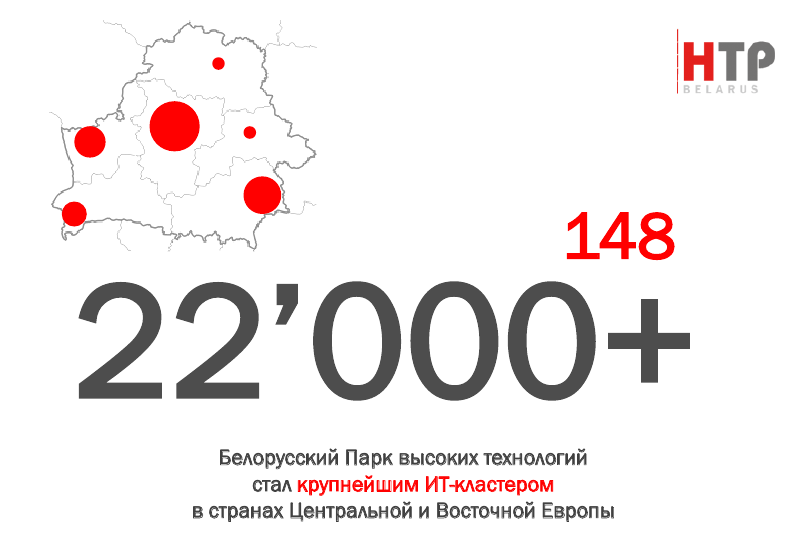 HTP
BELARUS
148
22’000+
Белорусский Парк высоких технологий
стал крупнейшим ИТ-кластером
в странах Центральной и Восточной Европы